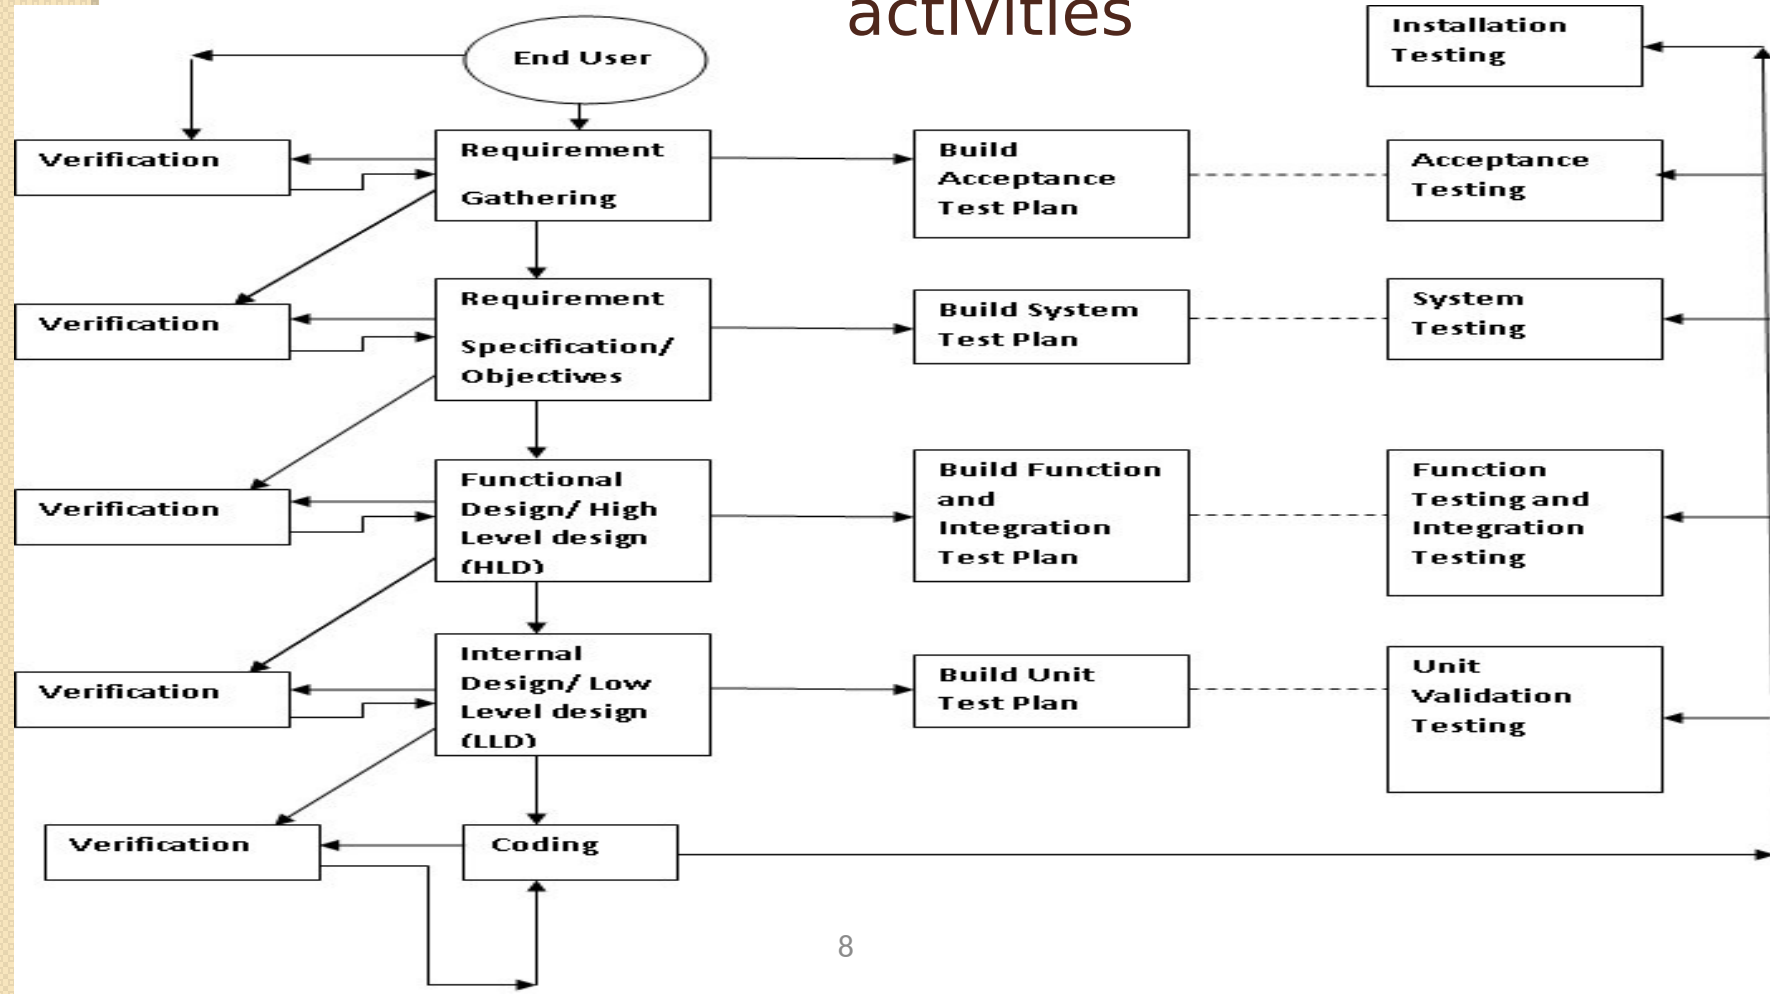 activities
End User
Installation
Testing
Verification
Requirement
Gathering
Build
Acceptance
Test Plan
Acceptance
Testing
Verification
Requirement
Specification/
Objectives
Build System
Test Plan
System
Testing
Verification
Functional
Design/ High
Level design
(HLD)
Build Function
and
Integration
Test Plan
Function
Testing and
Integration
Testing
Verification
Internal
Design/ Low
Level design
(LLD)
Build Unit
Test Plan
Unit
Validation
Testing
Verification
Coding
8